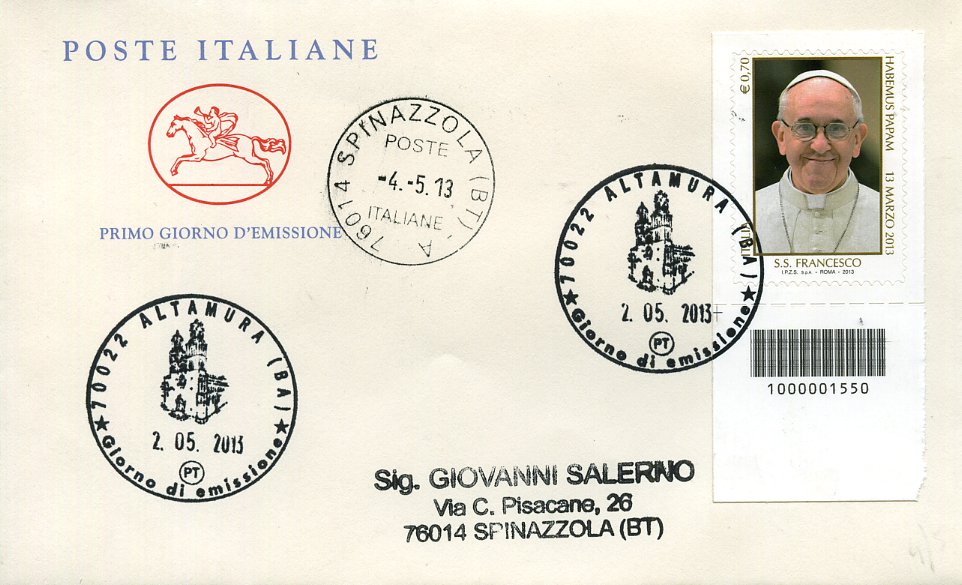 POSTE ITALIANE
PRIMO GIORNO D'EMISSIONE
76014 SPINAZZOLA (BT) - A
POSTE
-4.-5.13
ITALIANE
70022 ALTAMURA (BA)
2. 05. 2013
PT
★ Giorno di emissione ★
70022 ALTAMURA (BA)
2. 05. 2013
PT
★ Giorno di emissione ★
€ 0,70
HABEMUS PAPAM 13 MARZO 2013
S.S. FRANCESCO
I.P.Z.S. S.p.A. - ROMA - 2013
1000001550
Sig. GIOVANNI SALERNO
Via C. Pisacane, 26
76014 SPINAZZOLA (BT)